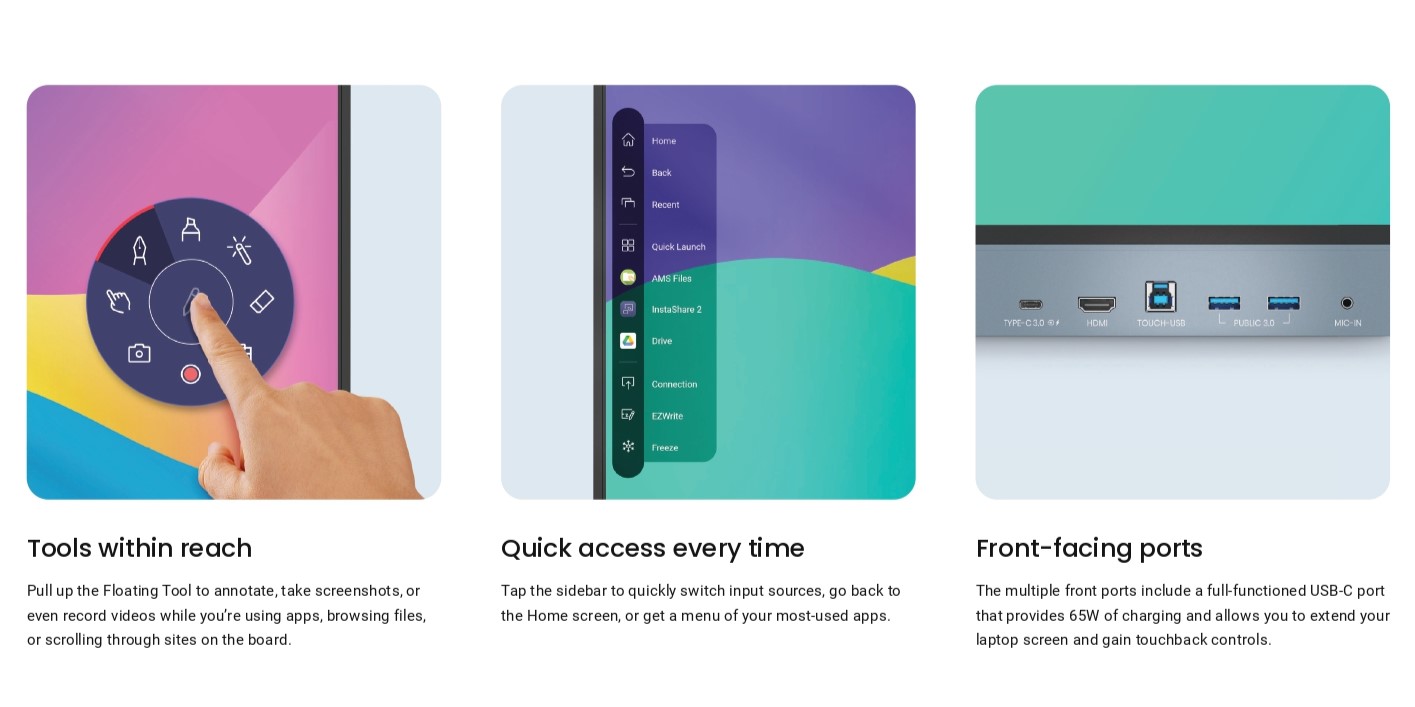 Home
Back
Recent
Quick Launch
AMS Files
InstaShare 2
Drive
Connection
EZWrite
Freeze
TYPE-C 3.0
HDMI
TOUCH-USB
PUBLIC 3.0
MIC-IN
Tools within reach
Pull up the Floating Tool to annotate, take screenshots, or
even record videos while you’re using apps, browsing files,
or scrolling through sites on the board.
Quick access every time
Tap the sidebar to quickly switch input sources, go back to
the Home screen, or get a menu of your most-used apps.
Front-facing ports
The multiple front ports include a full-functioned USB-C port
that provides 65W of charging and allows you to extend your
laptop screen and gain touchback controls.